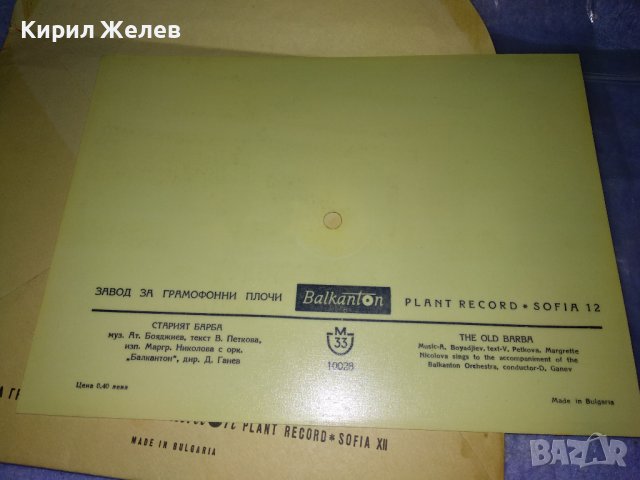 Кирил Желев
ЗАВОД ЗА ГРАМОФОННИ ПЛОЧИ Balkanton PLANT RECORD * SOFIA 12
СТАРИЯТ БАРБА
муз. Ат. Бояджиев, текст В. Петкова,
изп. Маргр. Николова с орк.
„Балкантон", дир. Д. Ганев
Цена 0.40 лева
М
33
10028
THE OLD BARBA
Music-A. Boyadjiev, text-V. Petkova, Margrette
Nicolova sings to the accompaniment of the
Balkanton Orchestra, conductor-D. Ganev
Made in Bulgaria
PLANT RECORD * SOFIA XII
MADE IN BULGARIA
BAZAR